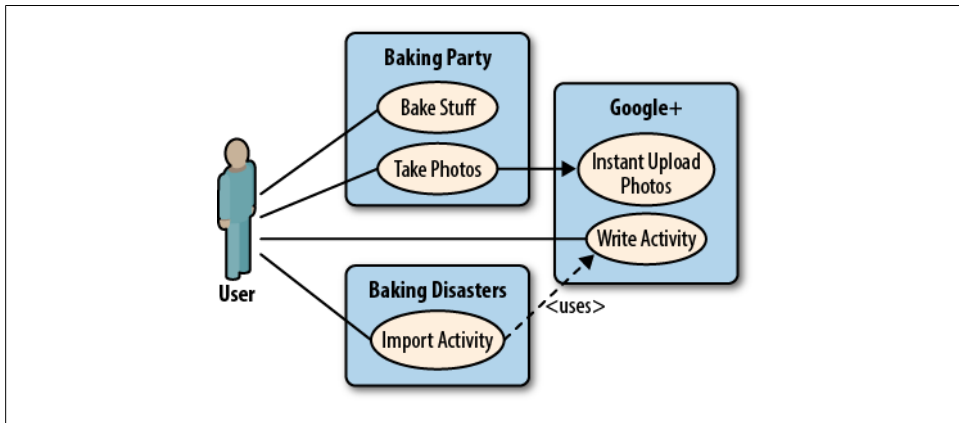 Baking Party
Bake Stuff
Take Photos
Google+
Instant Upload
Photos
Write Activity
User
Baking Disasters
<uses>
Import Activity